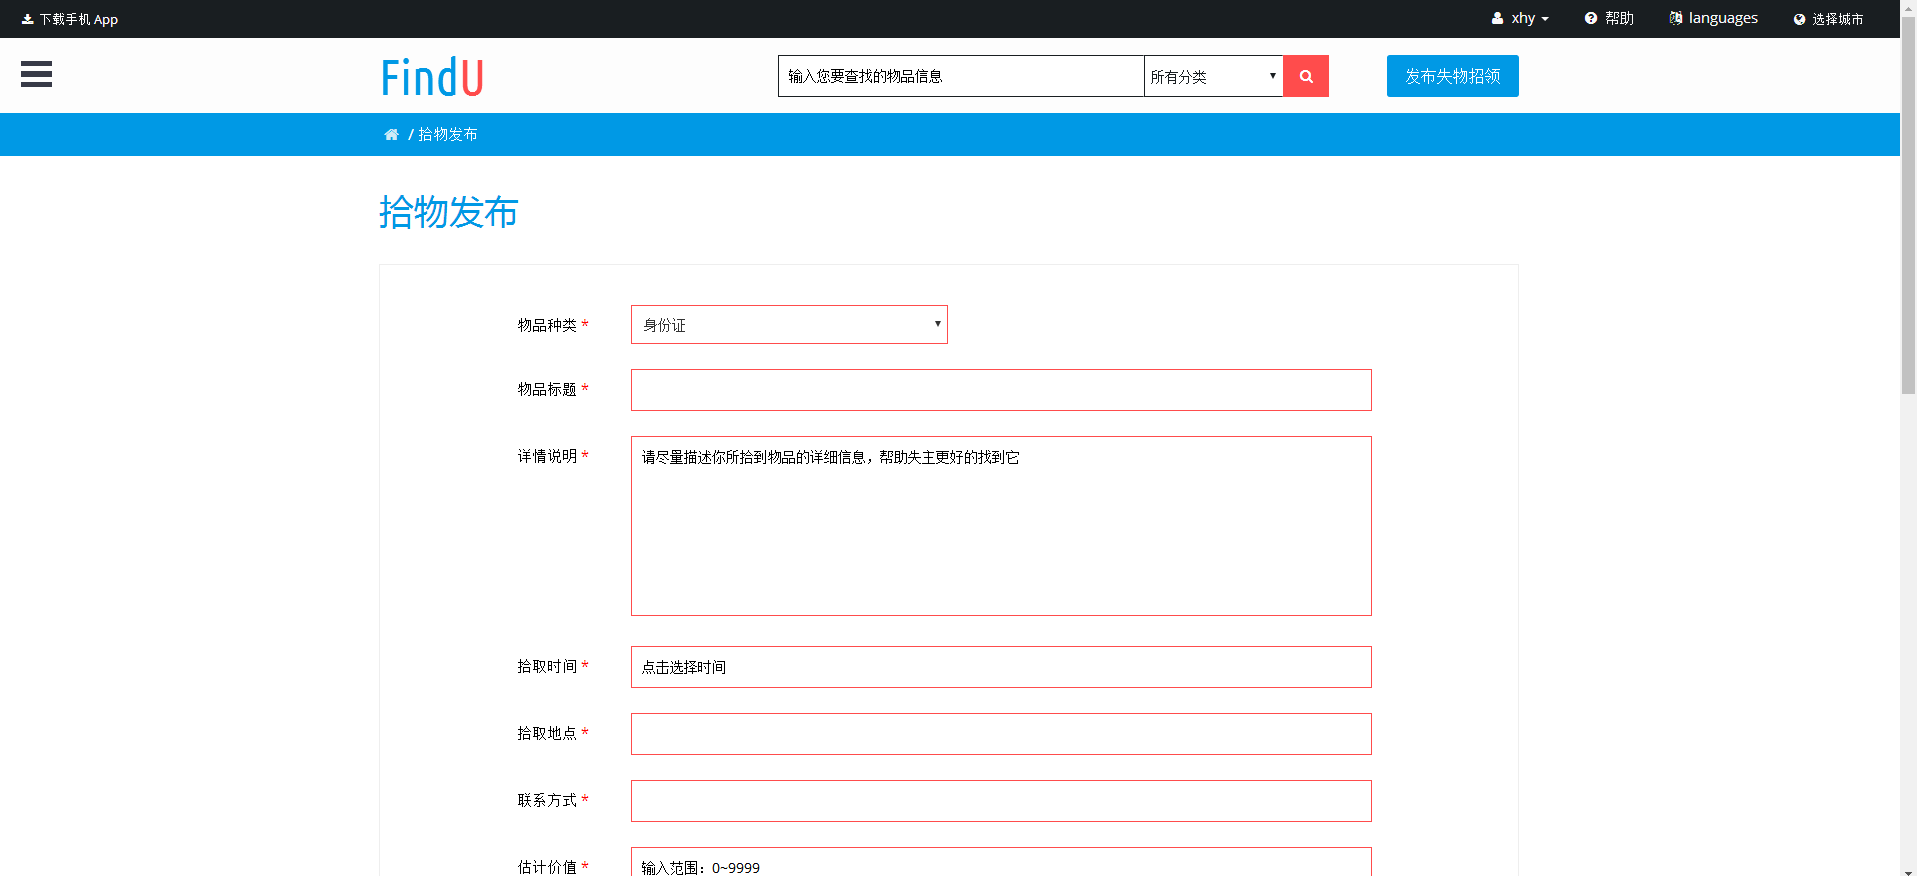 下载手机 App
xhy
帮助
languages
选择城市
FindU
输入您要查找的物品信息
所有分类
发布失物招领
/ 拾物发布
拾物发布
物品种类 *
身份证
物品标题 *
详情说明 *
请尽量描述你所拾到物品的详细信息，帮助失主更好的找到它
拾取时间 *
点击选择时间
拾取地点 *
联系方式 *
估计价值 *
输入范围：0~9999